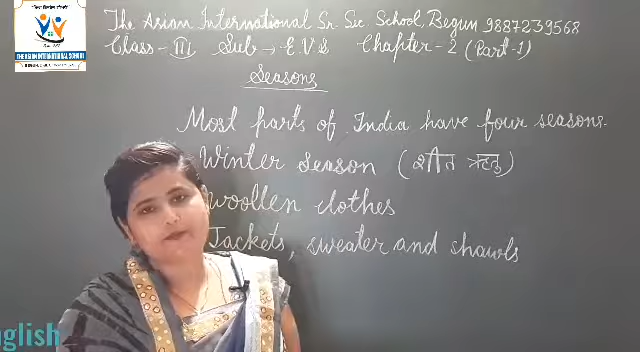 The Asian International Sr. Sec. School, Begun 9887239568
Class - III Sub → E.V.S. Chapter - 2 (Part-1)
THE ASIAN INTERNATIONAL SCHOOL
Seasons
Most parts of India have four seasons.
Winter season (शीत ऋतु)
woollen clothes
Jackets, sweater and shawls
nglish